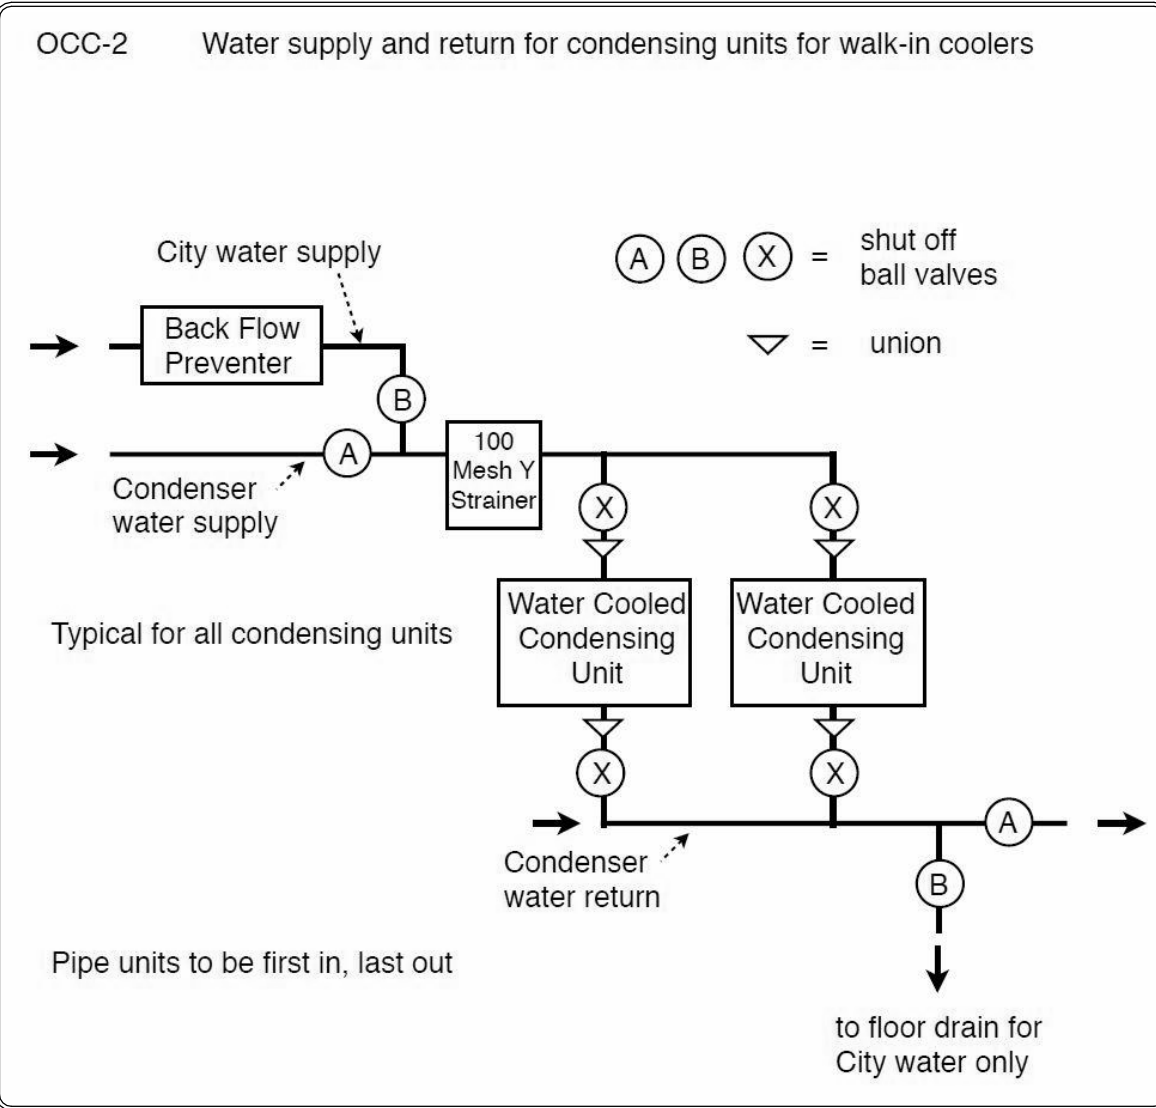 OCC-2 Water supply and return for condensing units for walk-in coolers
City water supply
A B X = shut off
ball valves
Back Flow
Preventer
= union
B
A
Condenser
water supply
100
Mesh Y
Strainer
X X
Water Cooled
Condensing
Unit
Water Cooled
Condensing
Unit
Typical for all condensing units
X X
A
Condenser
water return
B
Pipe units to be first in, last out
to floor drain for
City water only